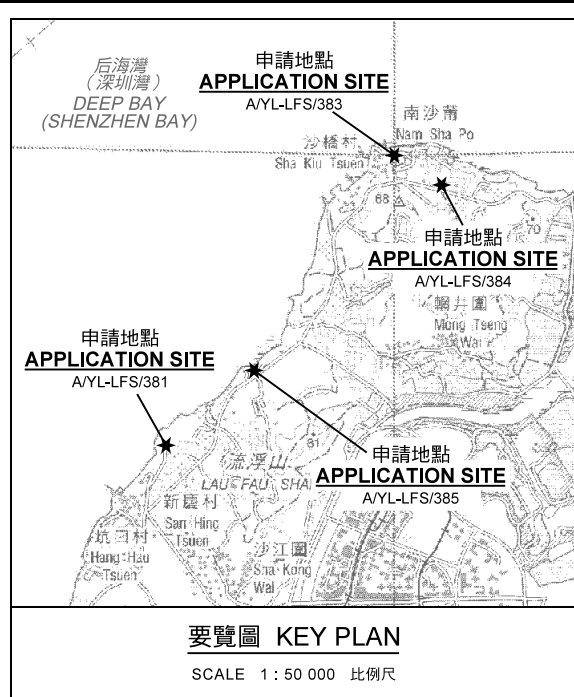 后海灣
(深圳灣)
DEEP BAY
(SHENZHEN BAY)
申請地點
APPLICATION SITE
A/YL-LFS/383
南沙莆
Nam Sha Po
沙橋村
Sha Kiu Tsuen
68
申請地點
APPLICATION SITE
A/YL-LFS/384
70
輞井圍
Mong Tseng
Wai
申請地點
APPLICATION SITE
A/YL-LFS/381
流浮山
LAU FAU SHA
申請地點
APPLICATION SITE
A/YL-LFS/385
新慶村
San Hing
Tsuen
坑口村
Hang Hau
Tsuen
沙江圍
Sha Kong
Wai
要覽圖 KEY PLAN
SCALE 1 : 50 000 比例尺